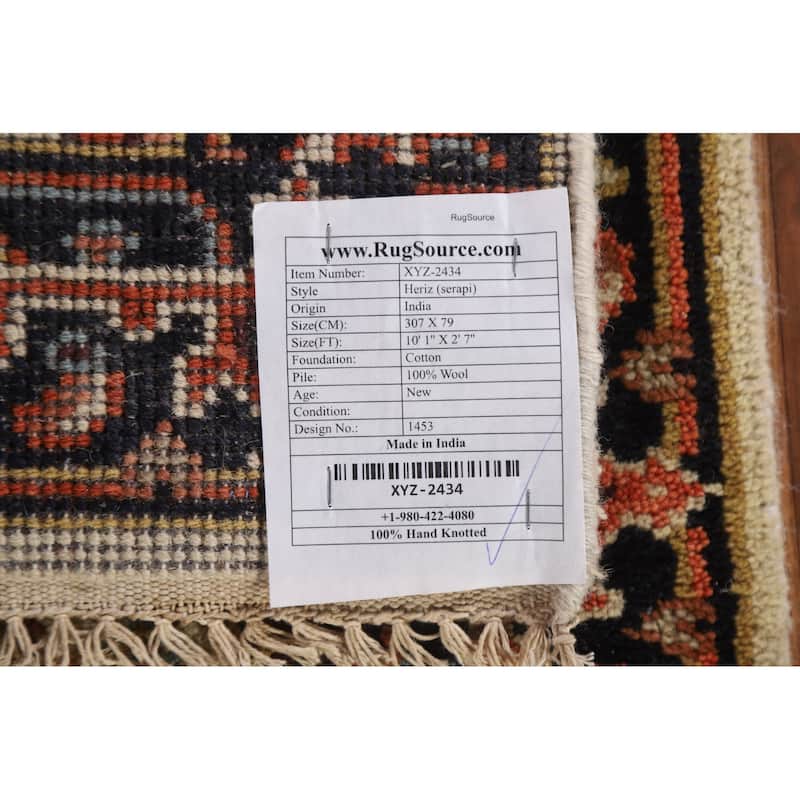 RugSource
www.RugSource.com
Item Number: XYZ-2434
Style Heriz (serapi)
Origin India
Size(CM): 307 X 79
Size(FT): 10' 1" X 2' 7"
Foundation: Cotton
Pile: 100% Wool
Age: New
Condition:
Design No.: 1453
Made in India
XYZ-2434
+1-980-422-4080
100% Hand Knotted